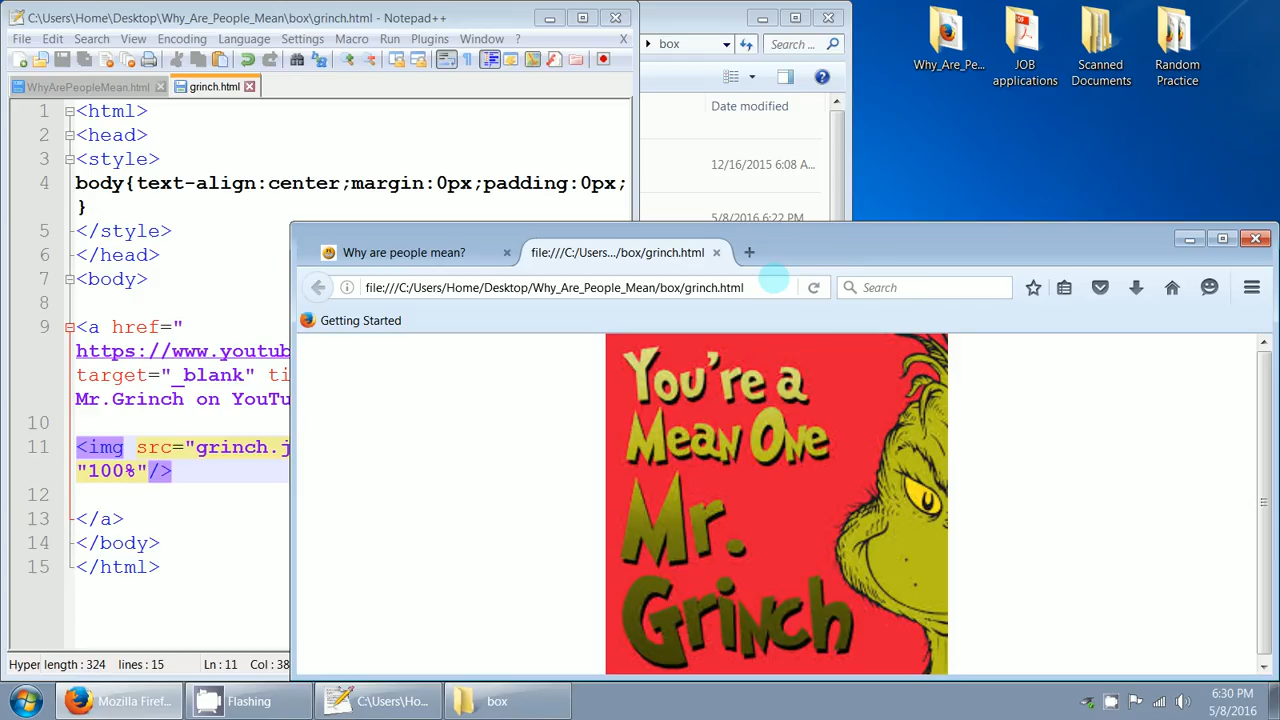 C:\Users\Home\Desktop\Why_Are_People_Mean\box\grinch.html - Notepad++
File Edit Search View Encoding Language Settings Macro Run Plugins Window ? X
WhyArePeopleMean.html grinch.html
1 <html>
2 <head>
3 <style>
4 body{text-align:center;margin:0px;padding:0px;
}
5 </style>
6 </head>
7 <body>
8
9 <a href="
https://www.youtub
target="_blank" ti
Mr.Grinch on YouTu
10
11 <img src="grinch.j
"100%"/>
12
13 </a>
14 </body>
15 </html>
Hyper length : 324 lines : 15 Ln : 11 Col : 38
box Search ...
Date modified
12/16/2015 6:08 A...
5/8/2016 6:22 PM
Why_Are_Pe...
JOB
applications
Scanned
Documents
Random
Practice
Why are people mean? file:///C:/Users.../box/grinch.html
file:///C:/Users/Home/Desktop/Why_Are_People_Mean/box/grinch.html Search
Getting Started
You're a
Mean One
Mr.
Grinch
Mozilla Firef... Flashing C:\Users\Ho... box
6:30 PM
5/8/2016